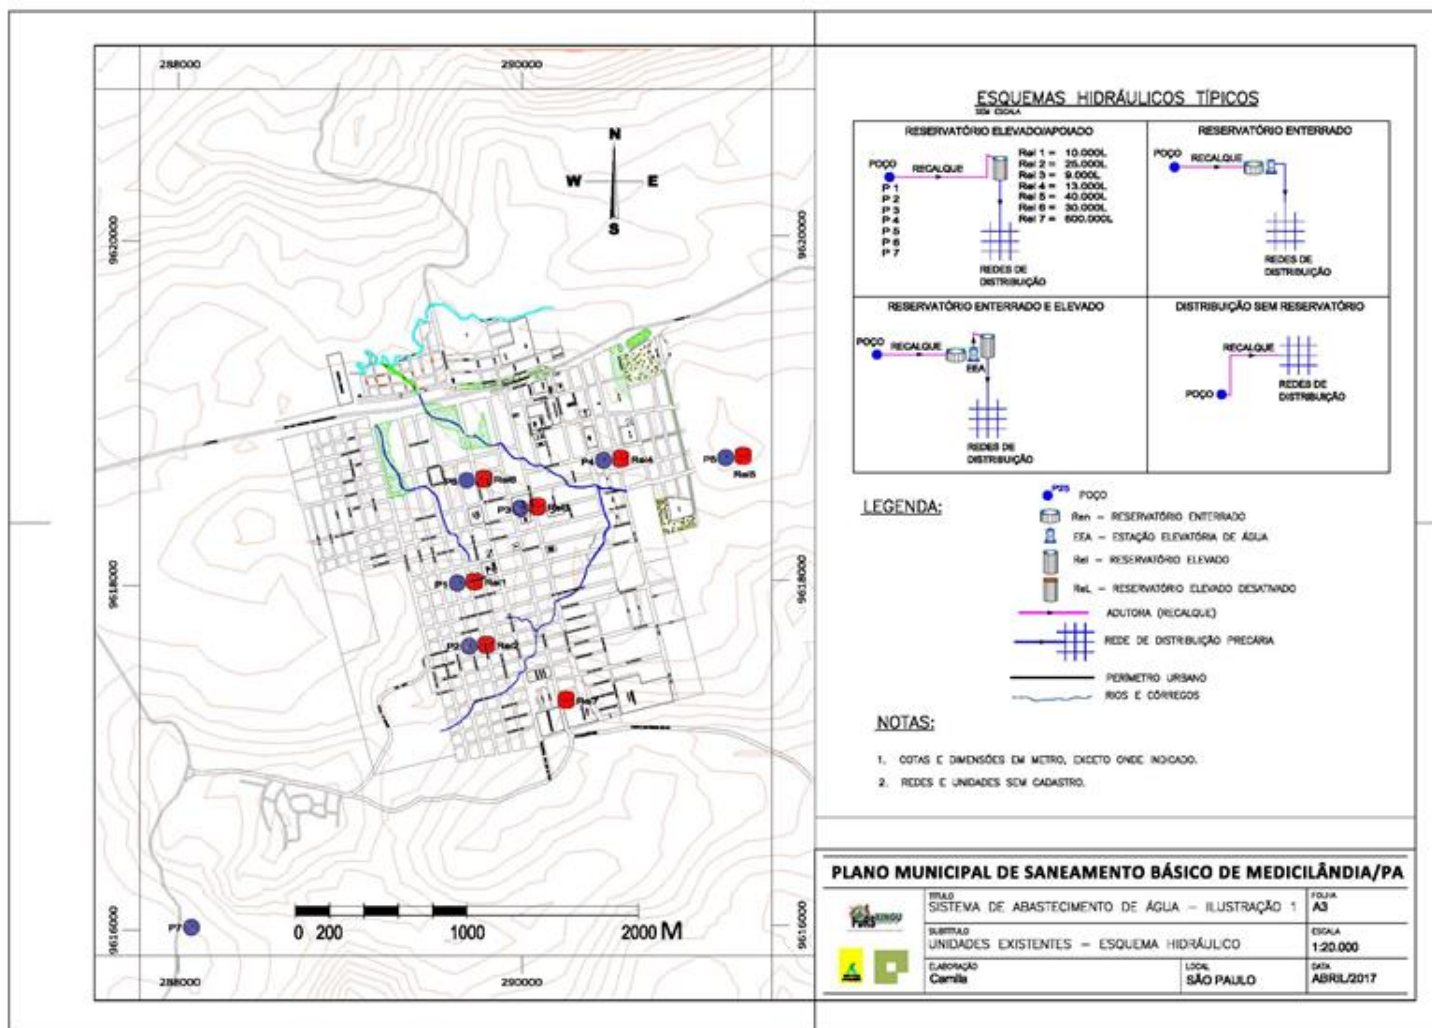 288000
290000
N
W E
S
9620000
9620000
P4 Rel4
Rel5
P3
P1 Rel1
9618000
9618000
P2 Rel2
Rel7
P7
9616000
9616000
0 200 1000 2000 M
288000
290000
ESQUEMAS HIDRÁULICOS TÍPICOS
SEM ESCALA
RESERVATÓRIO ELEVADO/APOIADO
POÇO
RECALQUE
P 1
P 2
P 3
P 4
P 5
P 6
P 7
Rel 1 = 10.000L
Rel 2 = 25.000L
Rel 3 = 9.000L
Rel 4 = 13.000L
Rel 5 = 40.000L
Rel 6 = 30.000L
Rel 7 = 600.000L
REDES DE
DISTRIBUIÇÃO
RESERVATÓRIO ENTERRADO
POÇO
RECALQUE
REDES DE
DISTRIBUIÇÃO
RESERVATÓRIO ENTERRADO E ELEVADO
POÇO
RECALQUE
EEA
REDES DE
DISTRIBUIÇÃO
DISTRIBUIÇÃO SEM RESERVATÓRIO
RECALQUE
POÇO
REDES DE
DISTRIBUIÇÃO
LEGENDA:
P25
POÇO
Ren – RESERVATÓRIO ENTERRADO
EEA – ESTAÇÃO ELEVATÓRIA DE ÁGUA
Rel – RESERVATÓRIO ELEVADO
ReL – RESERVATÓRIO ELEVADO DESATIVADO
ADUTORA (RECALQUE)
REDE DE DISTRIBUIÇÃO PRECÁRIA
PERÍMETRO URBANO
RIOS E CÓRREGOS
NOTAS:
1. COTAS E DIMENSÕES EM METRO, EXCETO ONDE INDICADO.
2. REDES E UNIDADES SEM CADASTRO.
PLANO MUNICIPAL DE SANEAMENTO BÁSICO DE MEDICILÂNDIA/PA
PDRS XINGU
TÍTULO
SISTEMA DE ABASTECIMENTO DE ÁGUA – ILUSTRAÇÃO 1
FOLHA
A3
SUBTÍTULO
UNIDADES EXISTENTES – ESQUEMA HIDRÁULICO
ESCALA
1:20.000
ELABORAÇÃO
Camila
LOCAL
SÃO PAULO
DATA
ABRIL/2017